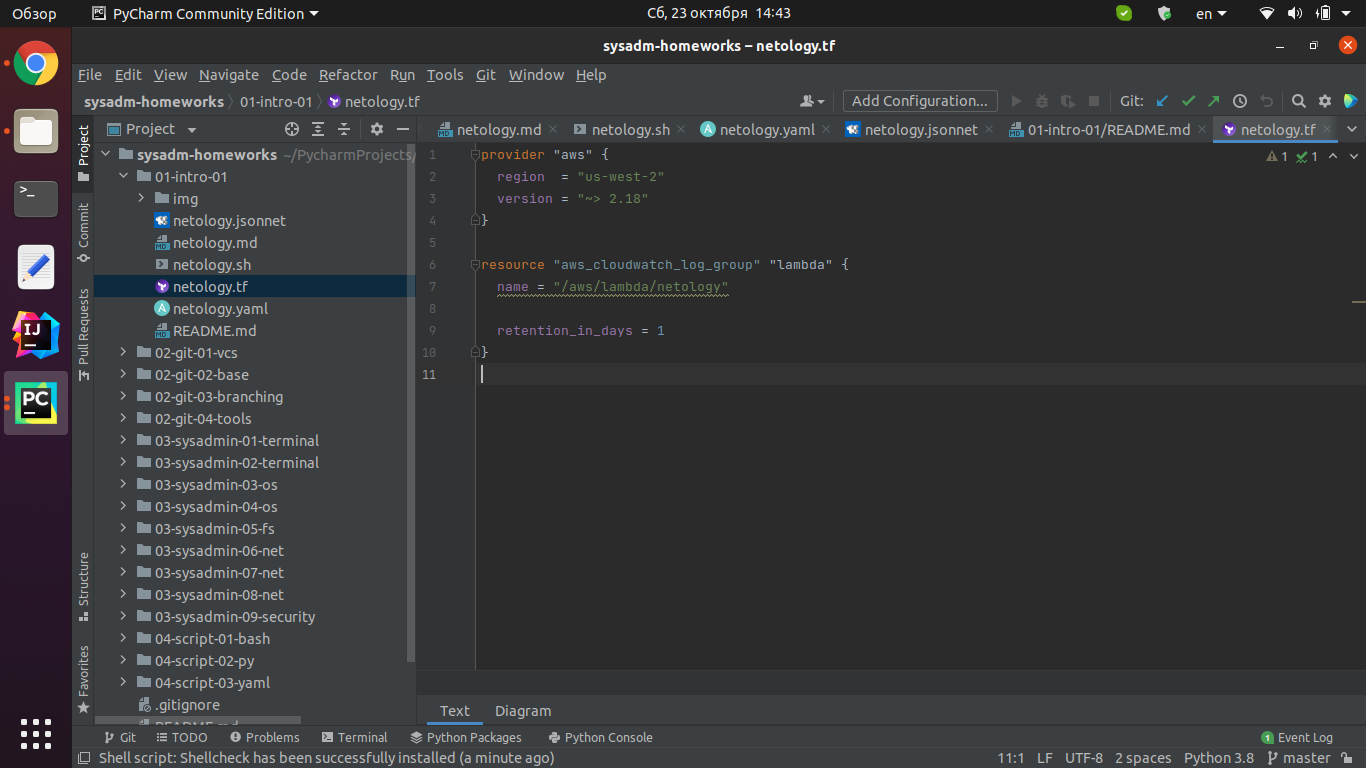 Обзор PyCharm Community Edition Сб, 23 октября 14:43 en
sysadm-homeworks – netology.tf
File Edit View Navigate Code Refactor Run Tools Git Window Help
sysadm-homeworks 01-intro-01 netology.tf Add Configuration... Git:
Project netology.md netology.sh netology.yaml netology.jsonnet 01-intro-01/README.md netology.tf
Project
Commit
Pull Requests
Structure
Favorites
sysadm-homeworks ~/PycharmProjects/
01-intro-01
img
netology.jsonnet
netology.md
netology.sh
netology.tf
netology.yaml
README.md
02-git-01-vcs
02-git-02-base
02-git-03-branching
02-git-04-tools
03-sysadmin-01-terminal
03-sysadmin-02-terminal
03-sysadmin-03-os
03-sysadmin-04-os
03-sysadmin-05-fs
03-sysadmin-06-net
03-sysadmin-07-net
03-sysadmin-08-net
03-sysadmin-09-security
04-script-01-bash
04-script-02-py
04-script-03-yaml
.gitignore
README.md
1 provider "aws" { 1 1
2 region = "us-west-2"
3 version = "~> 2.18"
4 }
5
6 resource "aws_cloudwatch_log_group" "lambda" {
7 name = "/aws/lambda/netology"
8
9 retention_in_days = 1
10 }
11
Text Diagram
Git TODO Problems Terminal Python Packages Python Console 1 Event Log
Shell script: Shellcheck has been successfully installed (a minute ago) 11:1 LF UTF-8 2 spaces Python 3.8 master